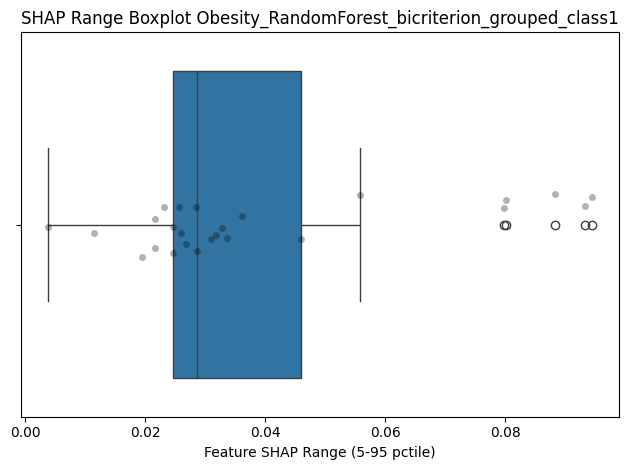 SHAP Range Boxplot Obesity_RandomForest_bicriterion_grouped_class1
0.00 0.02 0.04 0.06 0.08
Feature SHAP Range (5-95 pctile)